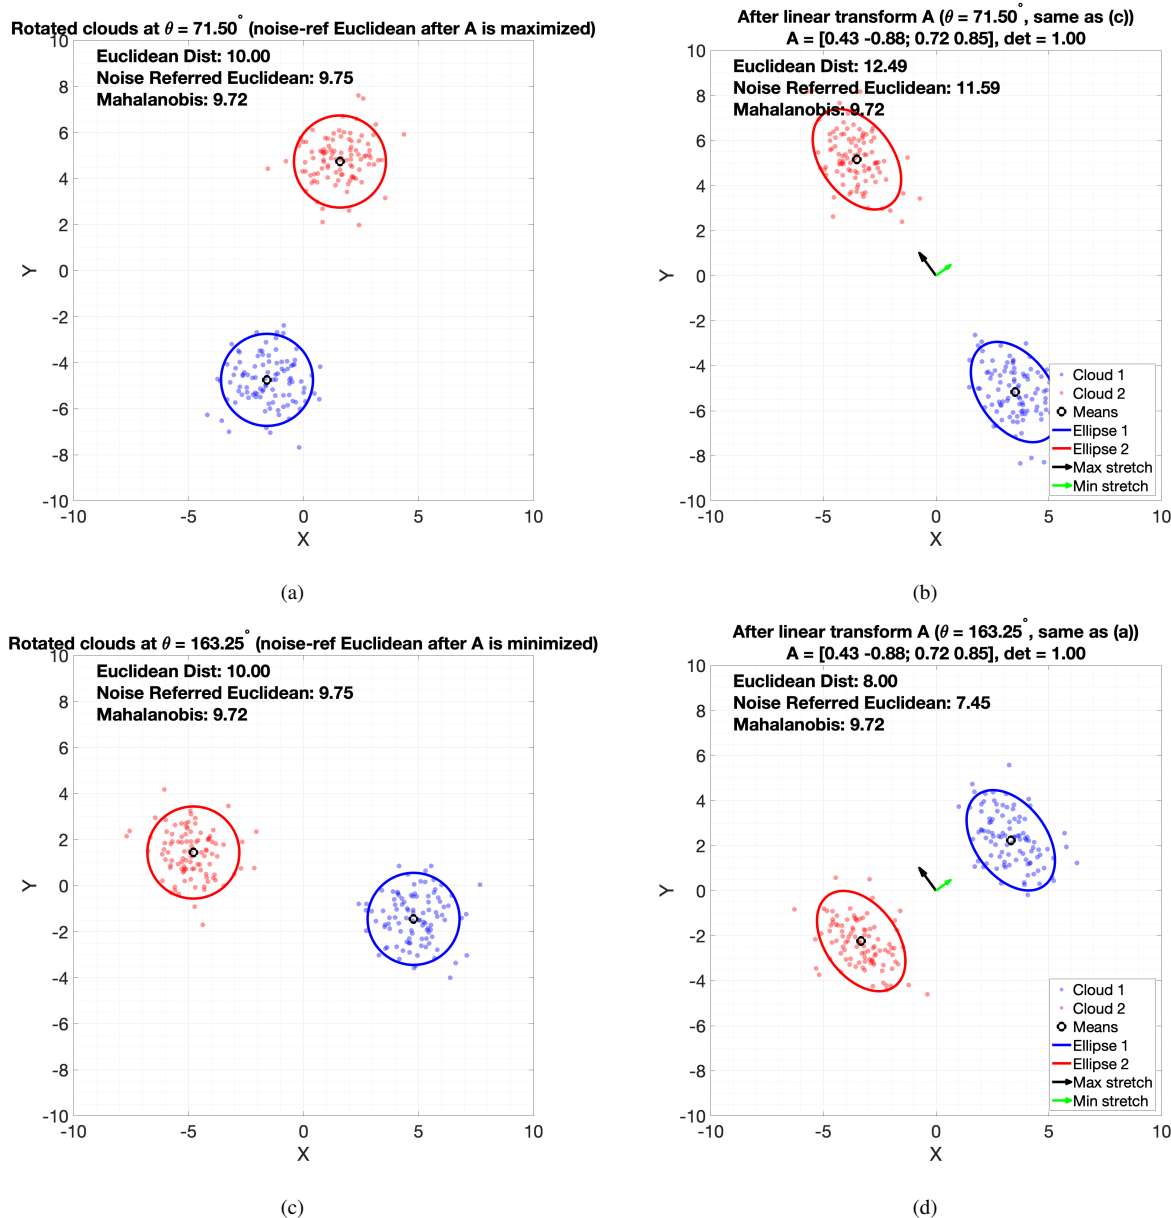 Rotated clouds at θ = 71.50° (noise-ref Euclidean after A is maximized)
Euclidean Dist: 10.00
Noise Referred Euclidean: 9.75
Mahalanobis: 9.72
10
8
6
4
2
0
-2
-4
-6
-8
-10
Y
-10 -5 0 5 10
X
(a)
After linear transform A (θ = 71.50°, same as (c))
A = [0.43 -0.88; 0.72 0.85], det = 1.00
Euclidean Dist: 12.49
Noise Referred Euclidean: 11.59
Mahalanobis: 9.72
10
8
6
4
2
0
-2
-4
-6
-8
-10
Y
Cloud 1
Cloud 2
Means
Ellipse 1
Ellipse 2
Max stretch
Min stretch
-10 -5 0 5 10
X
(b)
Rotated clouds at θ = 163.25° (noise-ref Euclidean after A is minimized)
Euclidean Dist: 10.00
Noise Referred Euclidean: 9.75
Mahalanobis: 9.72
10
8
6
4
2
0
-2
-4
-6
-8
-10
Y
-10 -5 0 5 10
X
(c)
After linear transform A (θ = 163.25°, same as (a))
A = [0.43 -0.88; 0.72 0.85], det = 1.00
Euclidean Dist: 8.00
Noise Referred Euclidean: 7.45
Mahalanobis: 9.72
10
8
6
4
2
0
-2
-4
-6
-8
-10
Y
Cloud 1
Cloud 2
Means
Ellipse 1
Ellipse 2
Max stretch
Min stretch
-10 -5 0 5 10
X
(d)